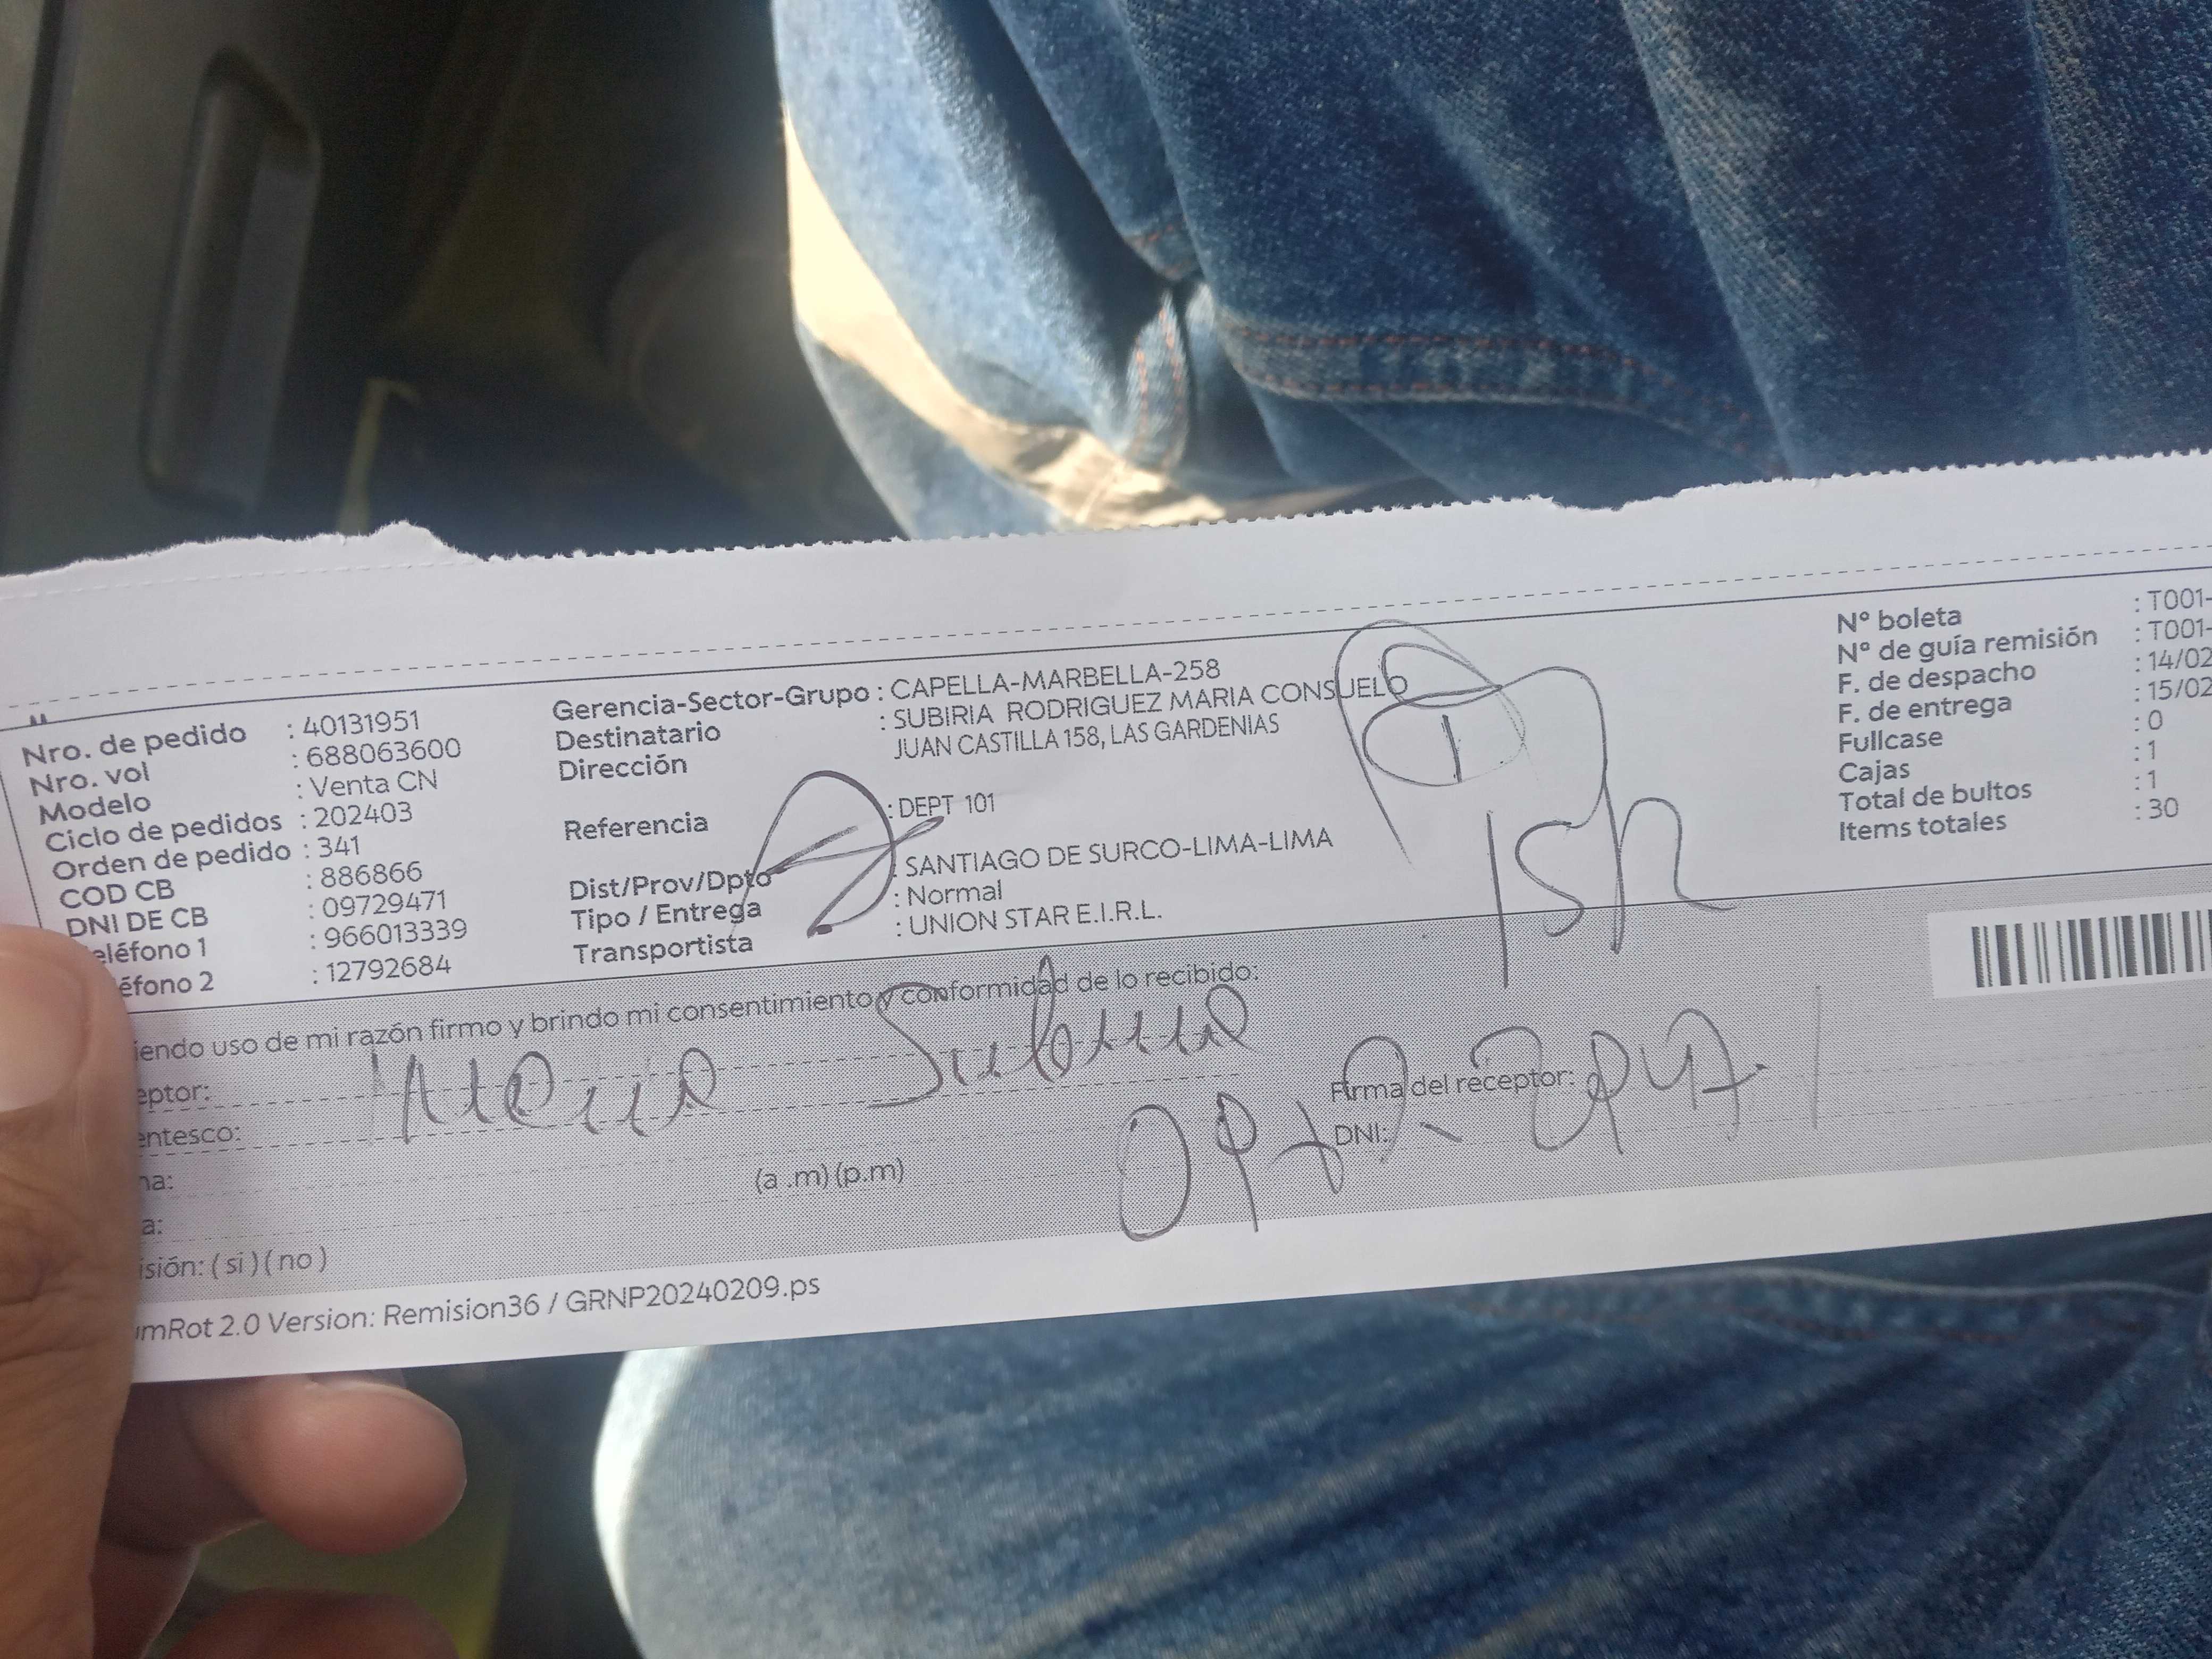 Nro. de pedido : 40131951
Nro. vol : 688063600
Modelo : Venta CN
Ciclo de pedidos : 202403
Orden de pedido : 341
COD CB : 886866
DNI DE CB : 09729471
eléfono 1 : 966013339
éfono 2 : 12792684
Gerencia-Sector-Grupo : CAPELLA-MARBELLA-258
Destinatario : SUBIRIA RODRIGUEZ MARIA CONSUELO
Dirección JUAN CASTILLA 158, LAS GARDENIAS
Referencia : DEPT 101
Dist/Prov/Dpto : SANTIAGO DE SURCO-LIMA-LIMA
Tipo / Entrega : Normal
Transportista : UNION STAR E.I.R.L.
1
Nº boleta : T001-
Nº de guía remisión : T001-
F. de despacho : 14/02
F. de entrega : 15/02
Fullcase : 0
Cajas : 1
Total de bultos : 1
Items totales : 30
iendo uso de mi razón firmo y brindo mi consentimiento y conformidad de lo recibido:
eptor:
entesco:
na:
(a .m) (p.m)
a:
isión: ( si ) ( no )
Firma del receptor:
DNI:
umRot 2.0 Version: Remision36 / GRNP20240209.ps